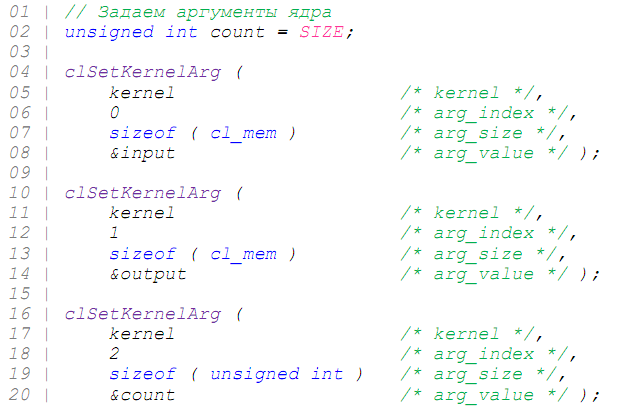 01 | // Задаем аргументы ядра
02 | unsigned int count = SIZE;
03 |
04 | clSetKernelArg (
05 |     kernel                     /* kernel */,
06 |     0                          /* arg_index */,
07 |     sizeof ( cl_mem )          /* arg_size */,
08 |     &input                     /* arg_value */ );
09 |
10 | clSetKernelArg (
11 |     kernel                     /* kernel */,
12 |     1                          /* arg_index */,
13 |     sizeof ( cl_mem )          /* arg_size */,
14 |     &output                    /* arg_value */ );
15 |
16 | clSetKernelArg (
17 |     kernel                     /* kernel */,
18 |     2                          /* arg_index */,
19 |     sizeof ( unsigned int )    /* arg_size */,
20 |     &count                     /* arg_value */ );